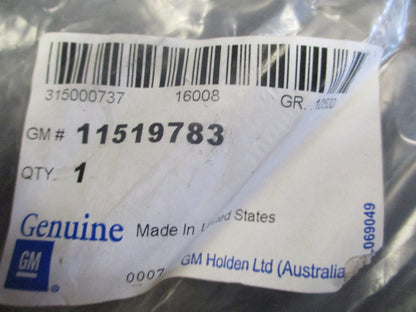 315000737 16008 GR. 10500
GM # 11519783
QTY. 1
Genuine Made In United States
GM ®
0007 GM Holden Ltd (Australia
069049